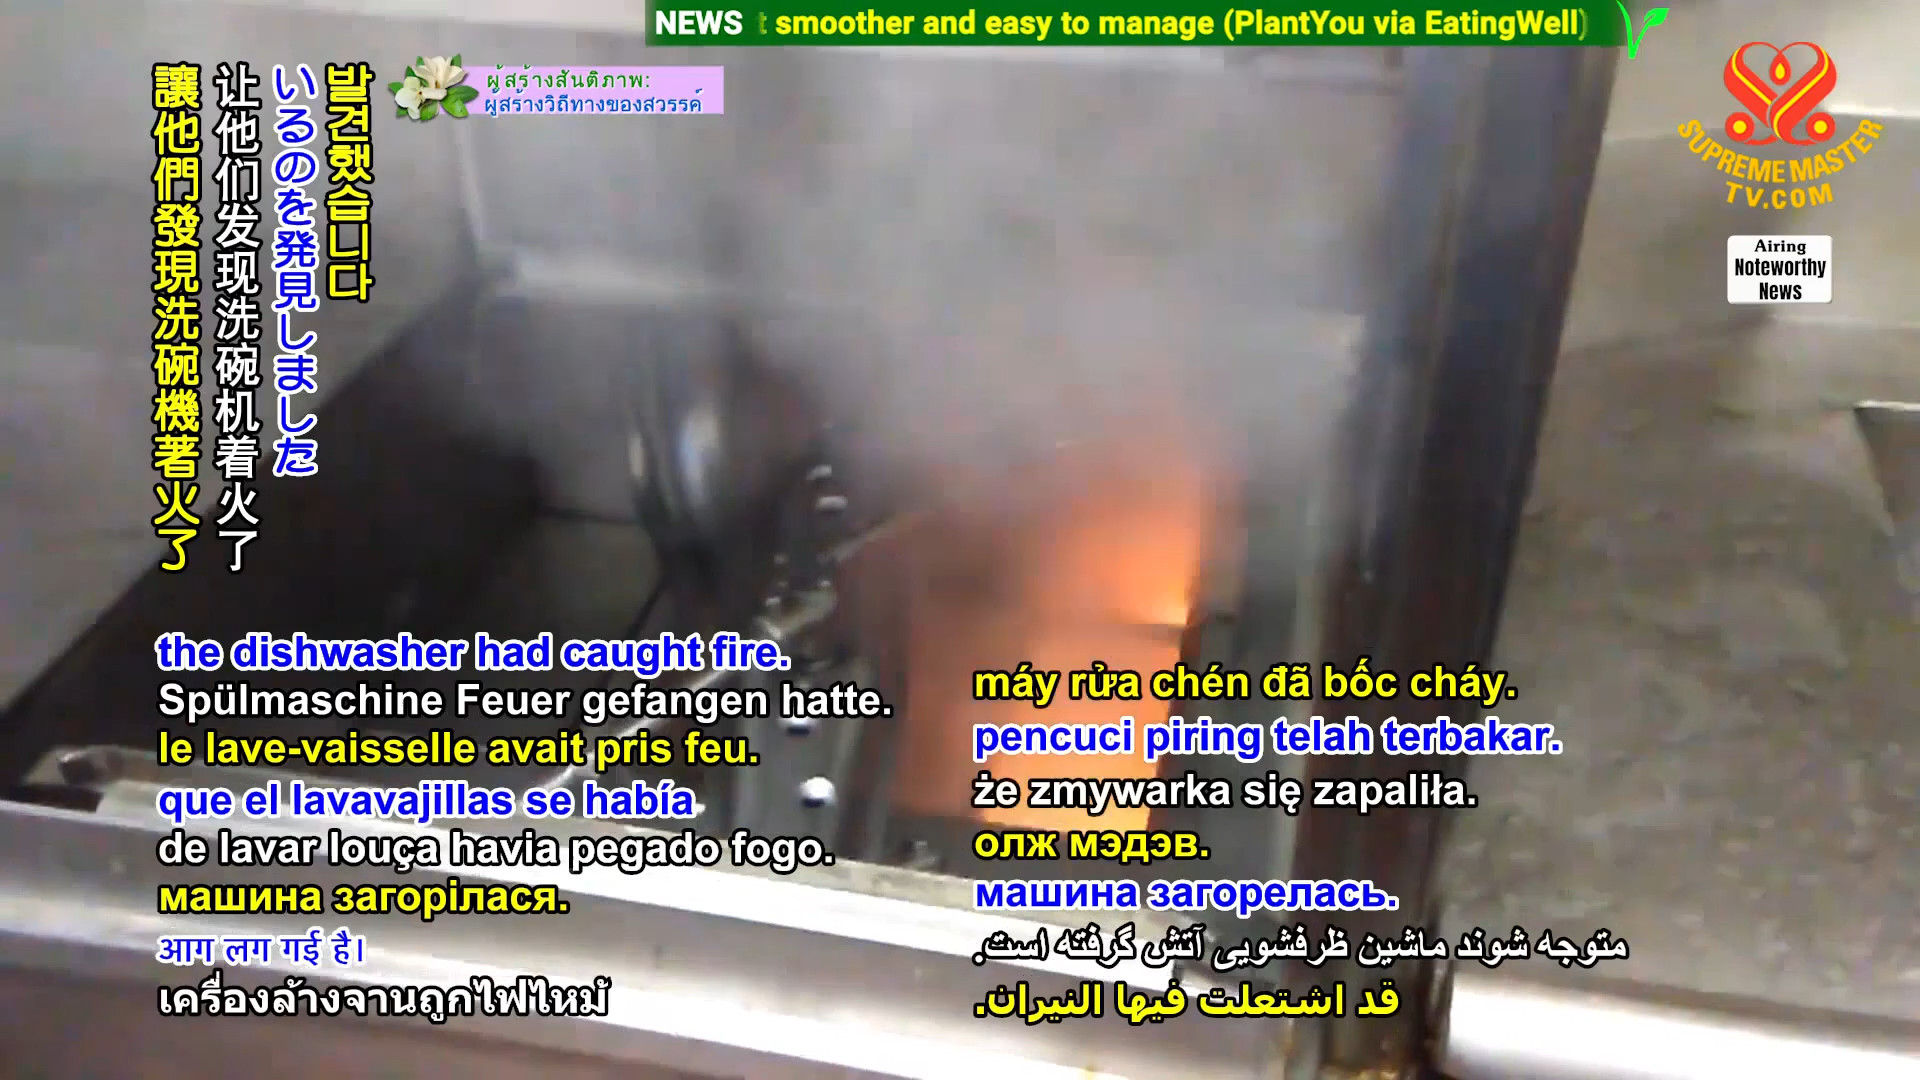 NEWS t smoother and easy to manage (PlantYou via EatingWell)
ผู้สร้างสันติภาพ:
ผู้สร้างวิถีทางของสวรรค์
SUPREME MASTER
TV.COM
Airing
Noteworthy
News
발견했습니다
いるのを発見しました
让他们发现洗碗机着火了
讓他們發現洗碗機著火了
the dishwasher had caught fire.
Spülmaschine Feuer gefangen hatte.
le lave-vaisselle avait pris feu.
que el lavavajillas se había
de lavar louça havia pegado fogo.
машина загорілася.
आग लग गई है।
เครื่องล้างจานถูกไฟไหม้
máy rửa chén đã bốc cháy.
pencuci piring telah terbakar.
że zmywarka się zapaliła.
олж мэдэв.
машина загорелась.
متوجه شوند ماشین ظرفشویی آتش گرفته است.
قد اشتعلت فيها النيران.